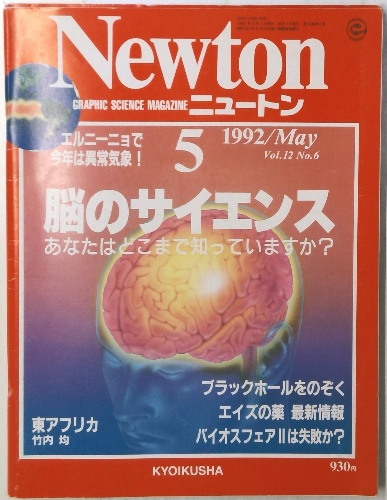 Newton
GRAPHIC SCIENCE MAGAZINE ニュートン
エルニーニョで
今年は異常気象！
5
1992/May
Vol.12 No.6
脳のサイエンス
あなたはどこまで知っていますか？
ブラックホールをのぞく
エイズの薬 最新情報
バイオスフェアⅡは失敗か？
東アフリカ
竹内 均
KYOIKUSHA
930円